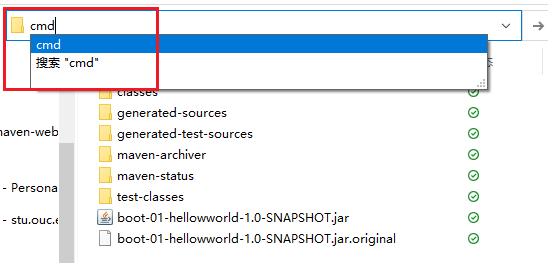 cmd
cmd
搜索 "cmd"
态
classes
generated-sources
naven-web
generated-test-sources
maven-archiver
maven-status
- Persona
test-classes
- stu.ouc.e
boot-01-hellowworld-1.0-SNAPSHOT.jar
boot-01-hellowworld-1.0-SNAPSHOT.jar.original